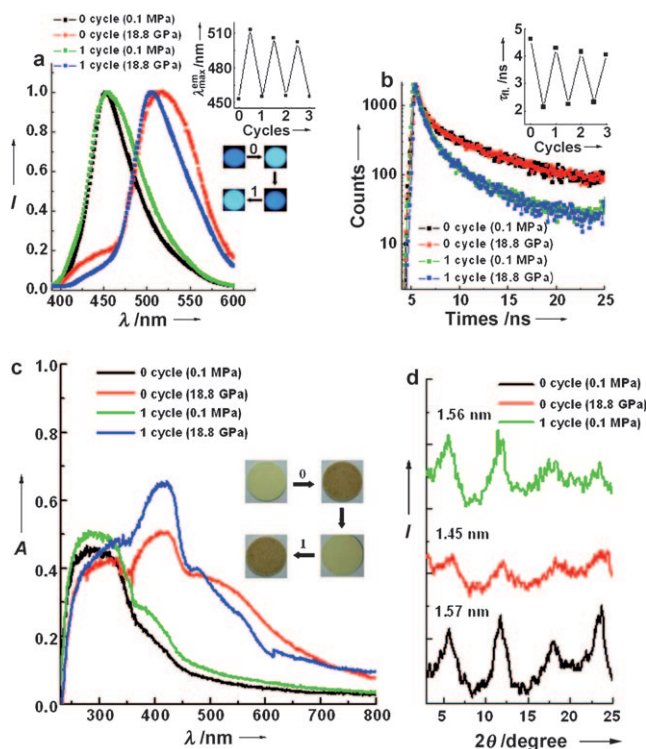 a
0 cycle (0.1 MPa)
0 cycle (18.8 GPa)
1 cycle (0.1 MPa)
1 cycle (18.8 GPa)
λ em max /nm
510
480
450
0 1 2 3
Cycles
1.0
0.8
0.6
0.4
0.2
0.0
I
0
1
390 450 500 550 600
λ /nm
b
τfl. /ns
5
4
3
2
0 1 2 3
Cycles
1000
100
10
Counts
0 cycle (0.1 MPa)
0 cycle (18.8 GPa)
1 cycle (0.1 MPa)
1 cycle (18.8 GPa)
5 10 15 20 25
Times /ns
c
0 cycle (0.1 MPa)
0 cycle (18.8 GPa)
1 cycle (0.1 MPa)
1 cycle (18.8 GPa)
1.0
0.8
0.6
0.4
0.2
0.0
A
0
1
300 400 500 600 700 800
λ /nm
d
0 cycle (0.1 MPa)
0 cycle (18.8 GPa)
1 cycle (0.1 MPa)
1.56 nm
1.45 nm
1.57 nm
I
5 10 15 20 25
2θ /degree